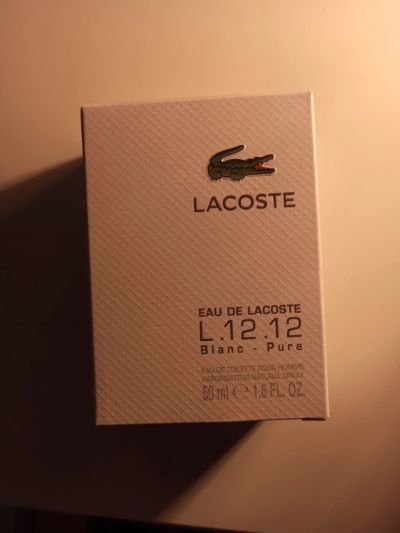 LACOSTE
EAU DE LACOSTE
L.12.12
Blanc - Pure
EAU DE TOILETTE POUR HOMME
VAPORISATEUR NATURAL SPRAY
50 ml ℮ 1.6 FL. OZ.